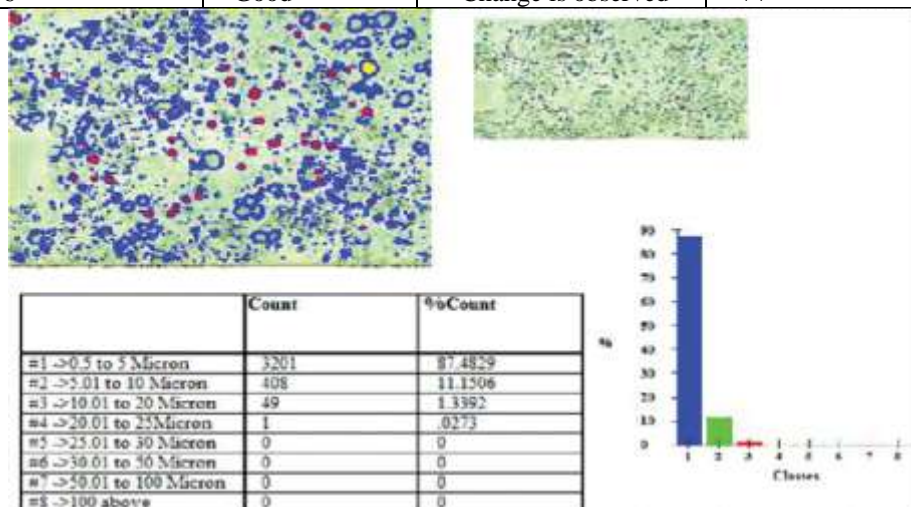 Good Change is observed
Count %Count
#1 ->0.5 to 5 Micron 3201 87.4829
#2 ->5.01 to 10 Micron 408 11.1506
#3 ->10.01 to 20 Micron 49 1.3392
#4 ->20.01 to 25Micron 1 .0273
#5 ->25.01 to 30 Micron 0 0
#6 ->30.01 to 50 Micron 0 0
#7 ->50.01 to 100 Micron 0 0
#8 ->100 above 0 0
90
80
70
60
50
40
30
20
10
0
%
1 2 3 4 5 6 7 8
Classes